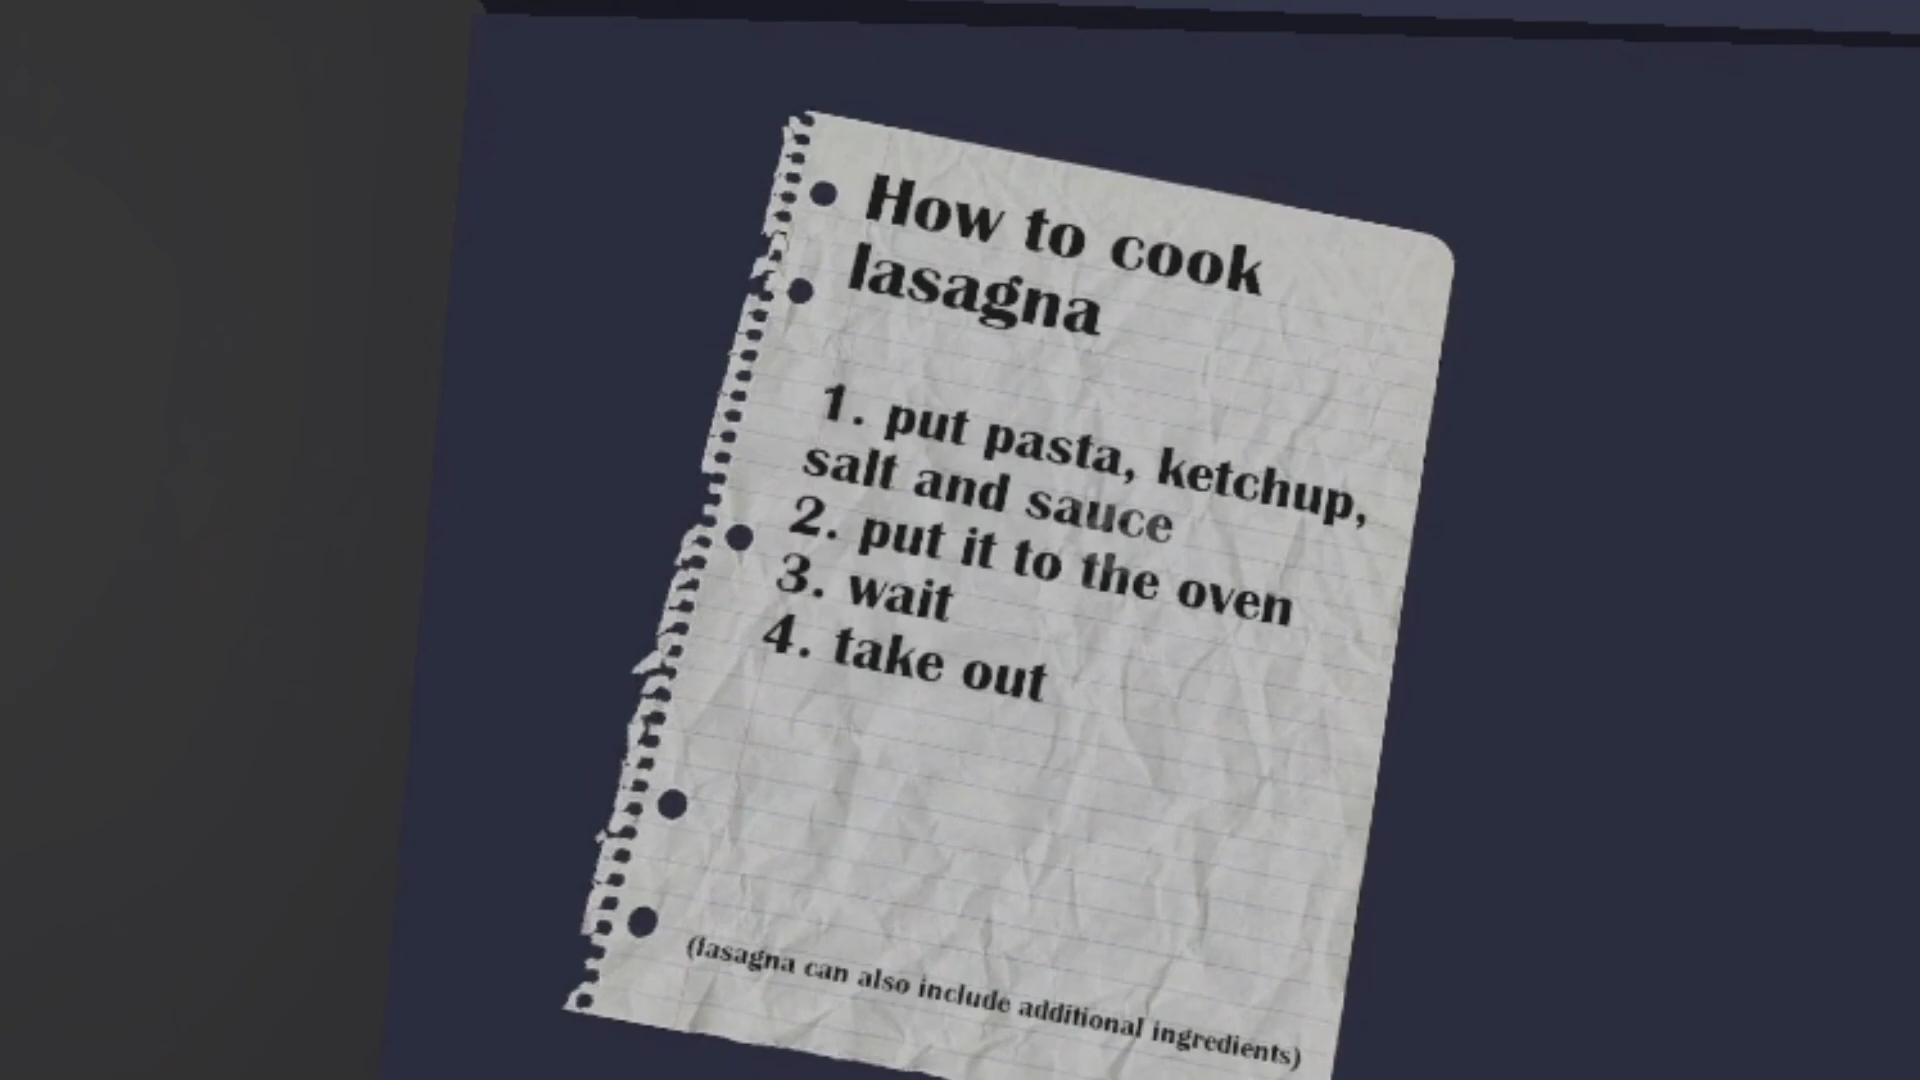 How to cook
lasagna
1. put pasta, ketchup,
salt and sauce
2. put it to the oven
3. wait
4. take out
(lasagna can also include additional ingredients)